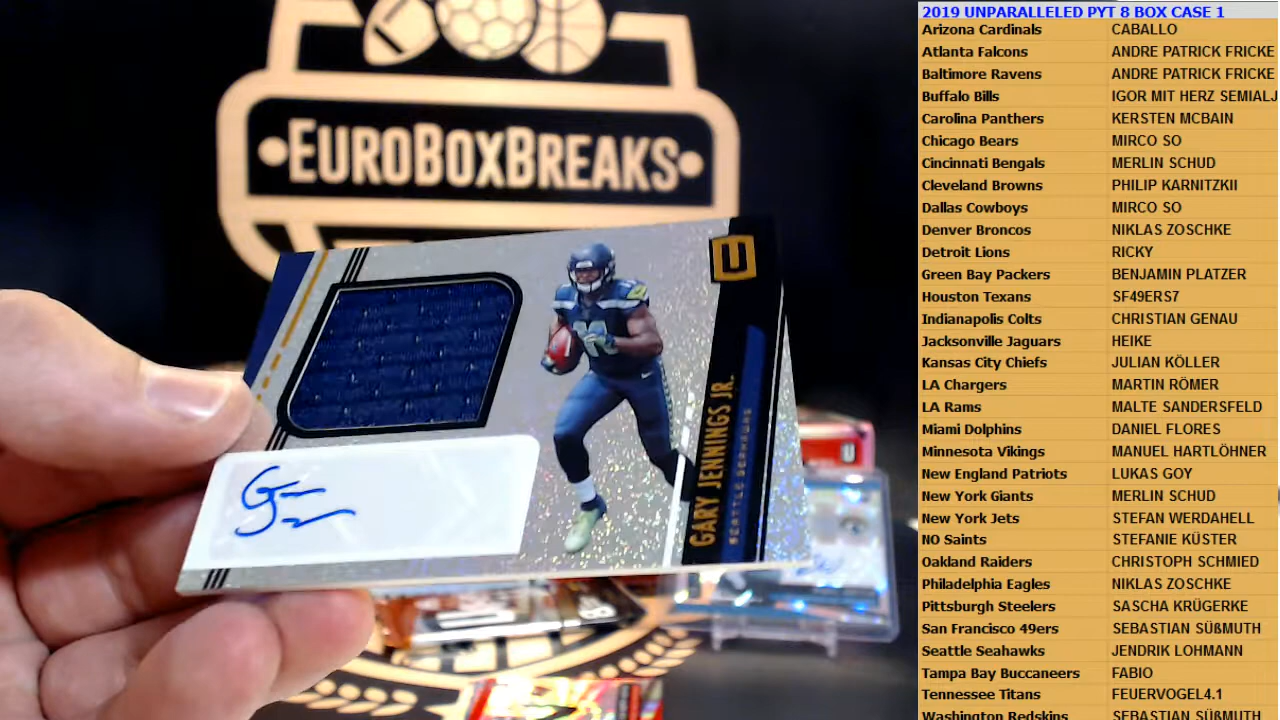 EUROBOXBREAKS
GARY JENNINGS JR.
SEATTLE SEAHAWKS
2019 UNPARALLELED PYT 8 BOX CASE 1
Arizona Cardinals CABALLO
Atlanta Falcons ANDRE PATRICK FRICKE
Baltimore Ravens ANDRE PATRICK FRICKE
Buffalo Bills IGOR MIT HERZ SEMIALJ
Carolina Panthers KERSTEN MCBAIN
Chicago Bears MIRCO SO
Cincinnati Bengals MERLIN SCHUD
Cleveland Browns PHILIP KARNITZKII
Dallas Cowboys MIRCO SO
Denver Broncos NIKLAS ZOSCHKE
Detroit Lions RICKY
Green Bay Packers BENJAMIN PLATZER
Houston Texans SF49ERS7
Indianapolis Colts CHRISTIAN GENAU
Jacksonville Jaguars HEIKE
Kansas City Chiefs JULIAN KÖLLER
LA Chargers MARTIN RÖMER
LA Rams MALTE SANDERSFELD
Miami Dolphins DANIEL FLORES
Minnesota Vikings MANUEL HARTLÖHNER
New England Patriots LUKAS GOY
New York Giants MERLIN SCHUD
New York Jets STEFAN WERDAHELL
NO Saints STEFANIE KÜSTER
Oakland Raiders CHRISTOPH SCHMIED
Philadelphia Eagles NIKLAS ZOSCHKE
Pittsburgh Steelers SASCHA KRÜGERKE
San Francisco 49ers SEBASTIAN SÜßMUTH
Seattle Seahawks JENDRIK LOHMANN
Tampa Bay Buccaneers FABIO
Tennessee Titans FEUERVOGEL4.1
Washington Redskins SEBASTIAN SÜßMUTH